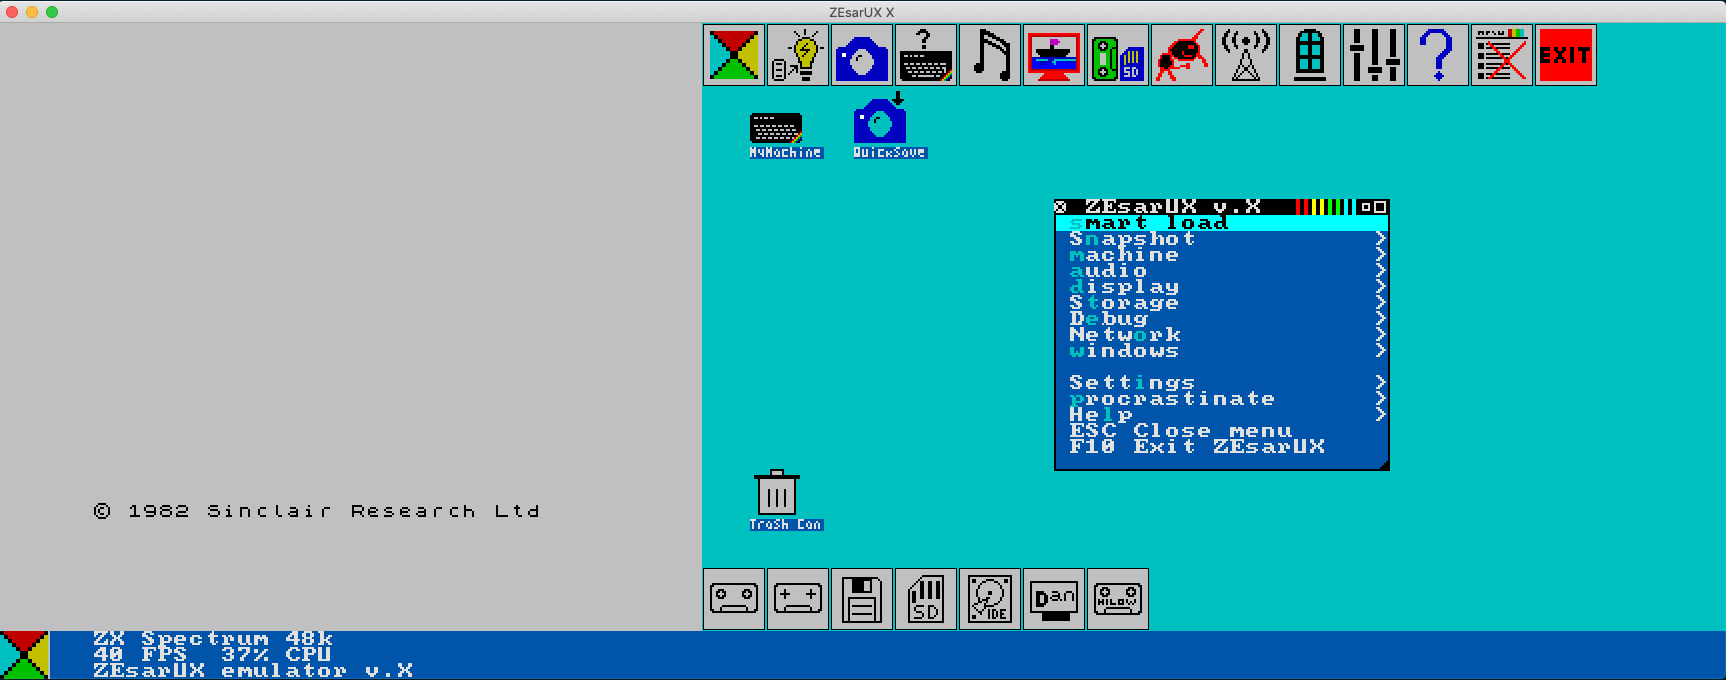 ZEsarUX X
?
SD
?
EXIT
MyMachine
QuickSave
ZEsarUX v.X
smart load
Snapshot >
machine >
audio >
display >
Storage >
Debug >
Network >
windows >
Settings >
procrastinate >
Help >
ESC Close menu
F10 Exit ZEsarUX
© 1982 Sinclair Research Ltd
Trash Can
SD
IDE
Dan
HILOW
ZX Spectrum 48k
40 FPS 37% CPU
ZEsarUX emulator v.X